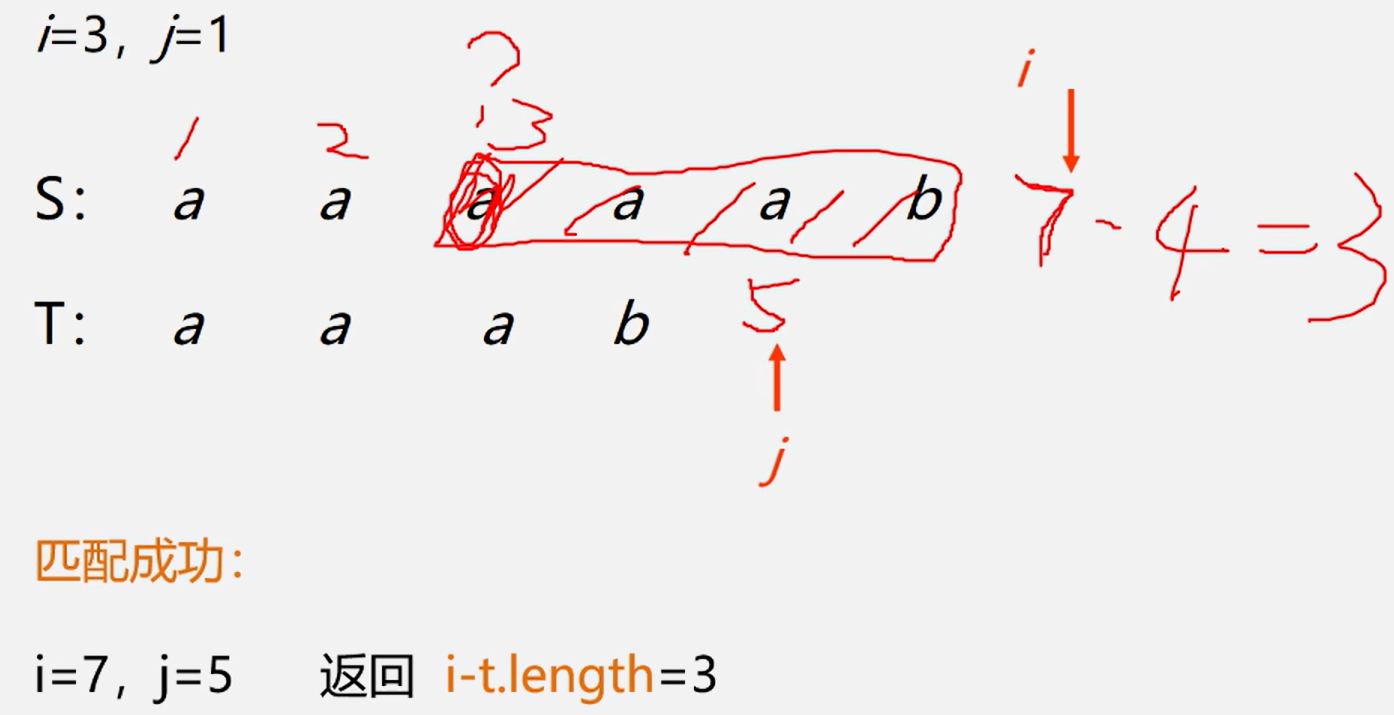 i=3，j=1
?
i
1 2 3
S: a a a a a b 7-4=3
T: a a a b 5
j
匹配成功：
i=7，j=5 返回 i-t.length=3